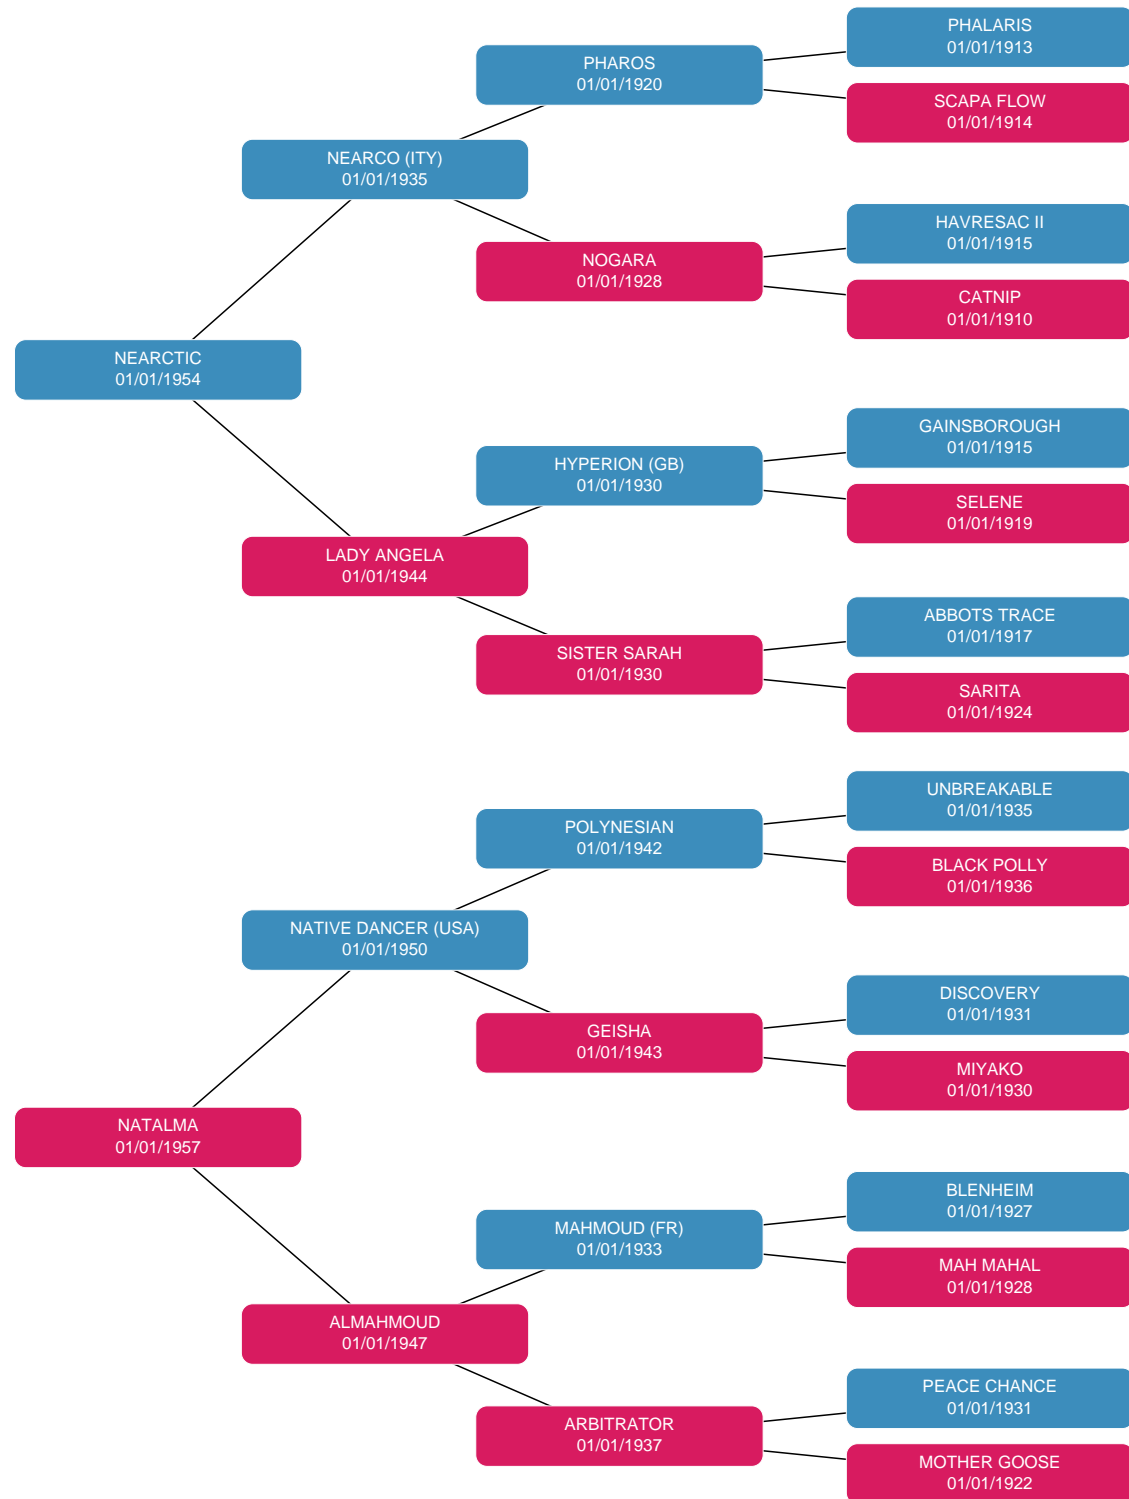 PHALARIS
01/01/1913
PHAROS
01/01/1920
SCAPA FLOW
01/01/1914
NEARCO (ITY)
01/01/1935
HAVRESAC II
01/01/1915
NOGARA
01/01/1928
CATNIP
01/01/1910
NEARCTIC
01/01/1954
GAINSBOROUGH
01/01/1915
HYPERION (GB)
01/01/1930
SELENE
01/01/1919
LADY ANGELA
01/01/1944
ABBOTS TRACE
01/01/1917
SISTER SARAH
01/01/1930
SARITA
01/01/1924
UNBREAKABLE
01/01/1935
POLYNESIAN
01/01/1942
BLACK POLLY
01/01/1936
NATIVE DANCER (USA)
01/01/1950
DISCOVERY
01/01/1931
GEISHA
01/01/1943
MIYAKO
01/01/1930
NATALMA
01/01/1957
BLENHEIM
01/01/1927
MAHMOUD (FR)
01/01/1933
MAH MAHAL
01/01/1928
ALMAHMOUD
01/01/1947
PEACE CHANCE
01/01/1931
ARBITRATOR
01/01/1937
MOTHER GOOSE
01/01/1922